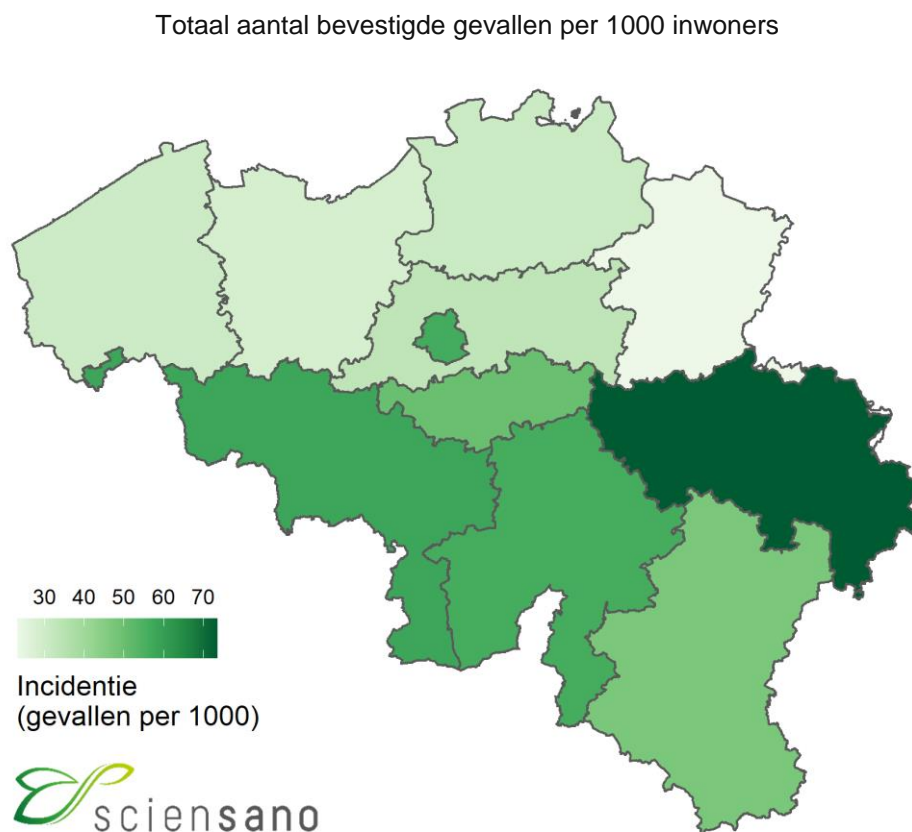 Totaal aantal bevestigde gevallen per 1000 inwoners
30 40 50 60 70
Incidentie
(gevallen per 1000)
sciensano